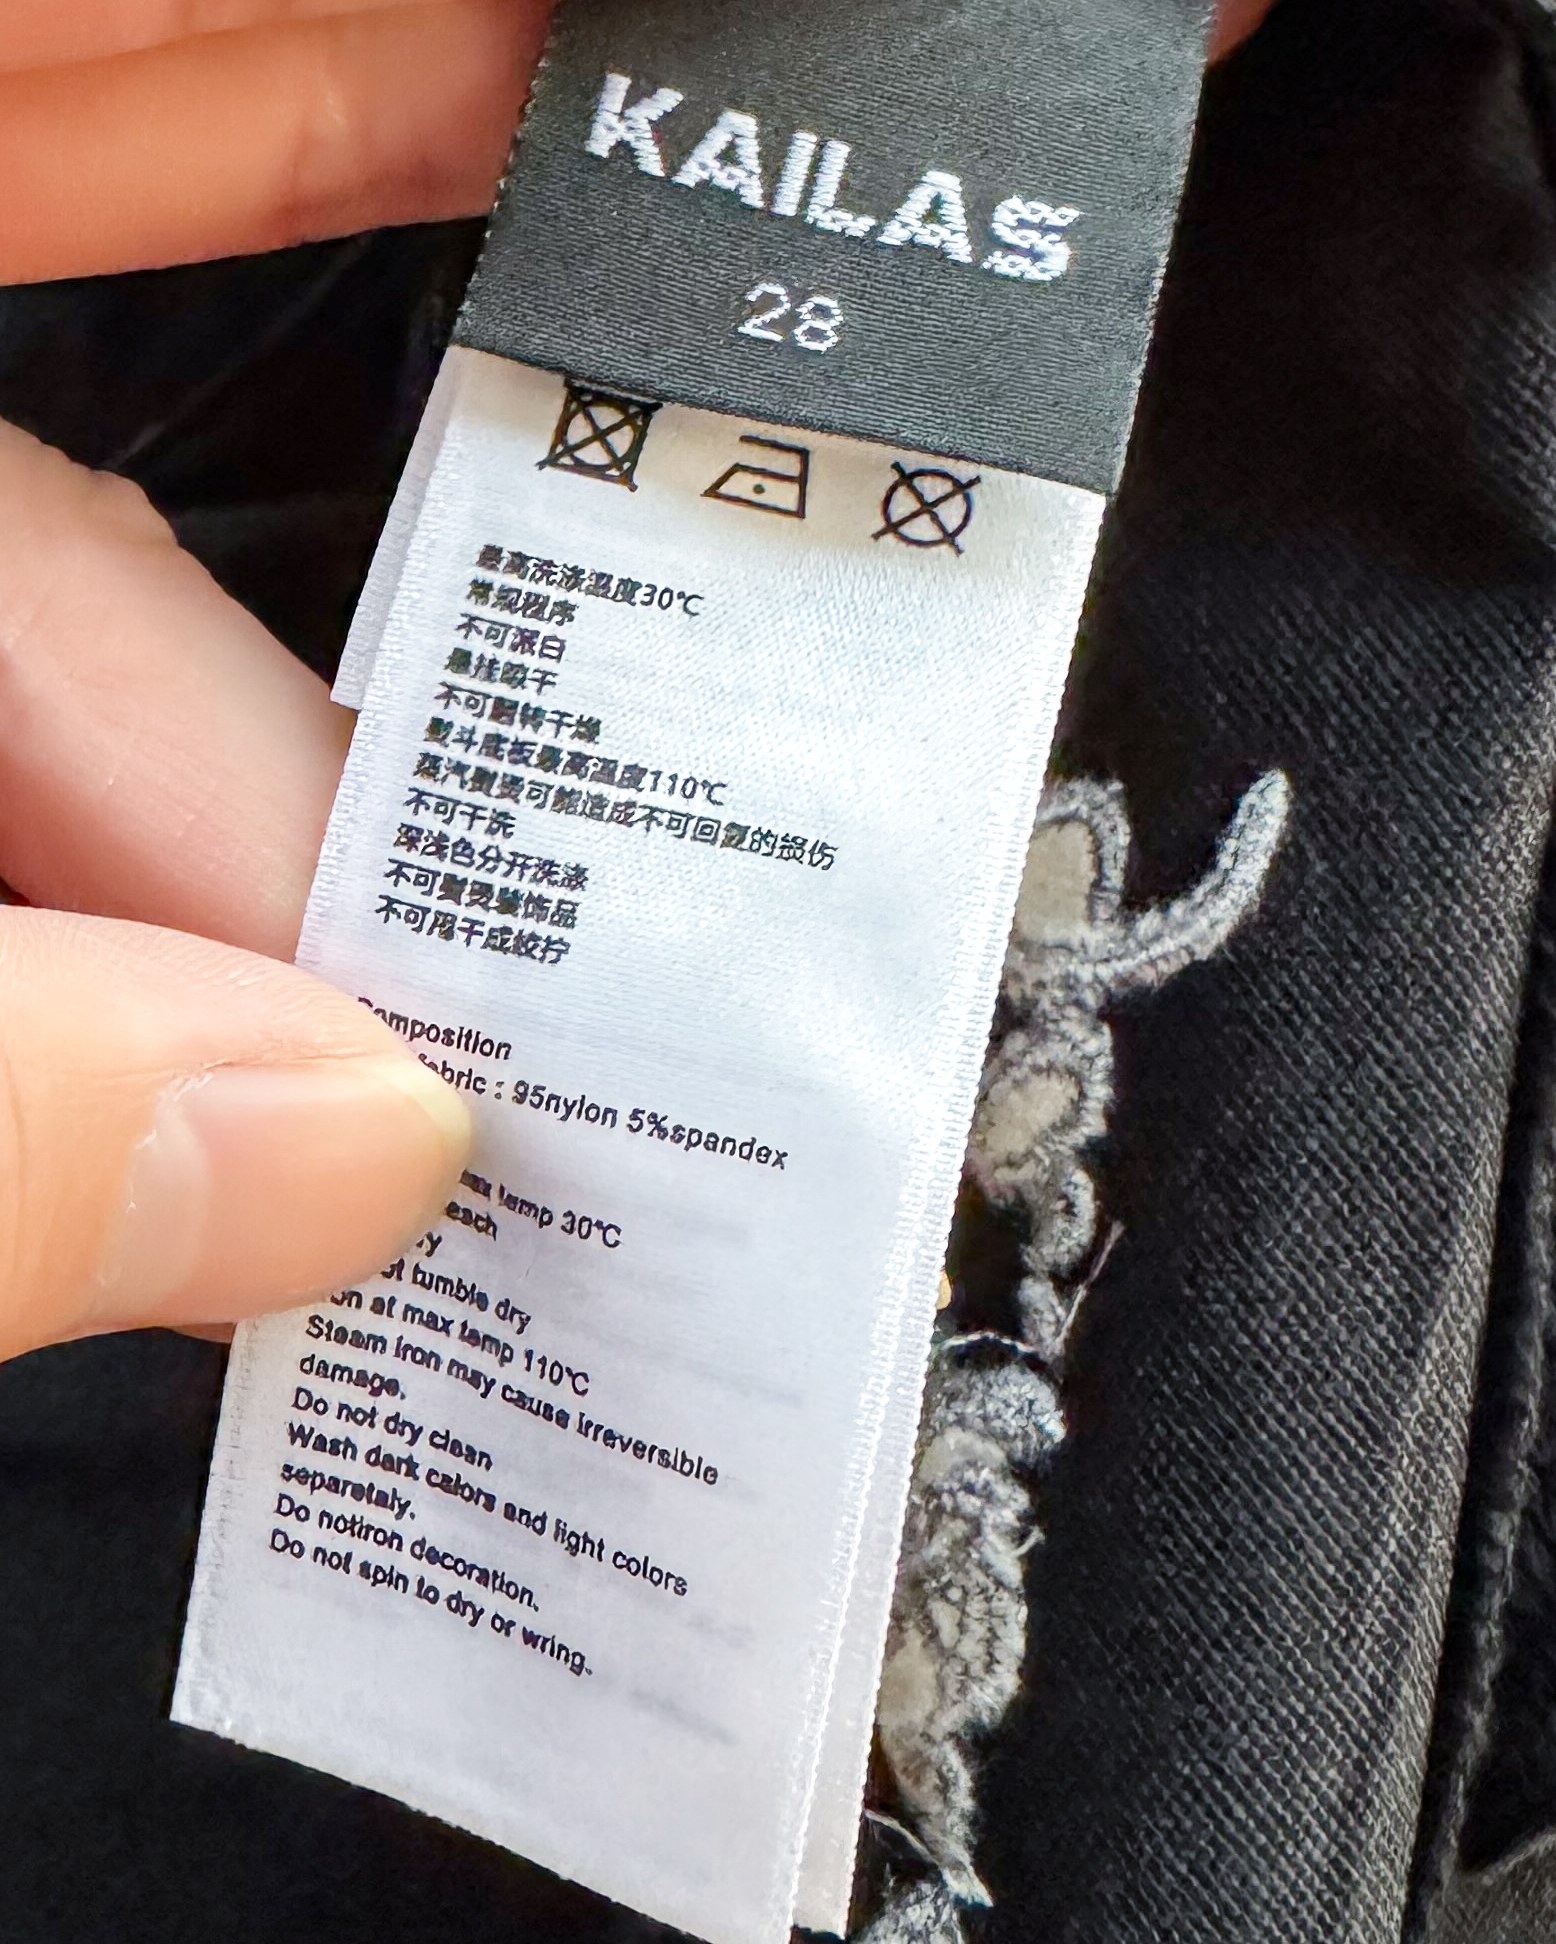 KAILAS
28
最高洗涤温度30℃
常规程序
不可漂白
悬挂晾干
不可翻转干燥
熨斗底板最高温度110℃
蒸汽熨烫可能造成不可回复的损伤
不可干洗
深浅色分开洗涤
不可熨烫装饰品
不可甩干或绞拧
omposition
: 95nylon 5%spandex
temp 30℃
tumble dry
at max temp 110℃
Steam iron may cause irreversible
damage.
Do not dry clean
Wash dark colors and light colors
separetaly.
Do notiron decoration.
Do not spin to dry or wring.